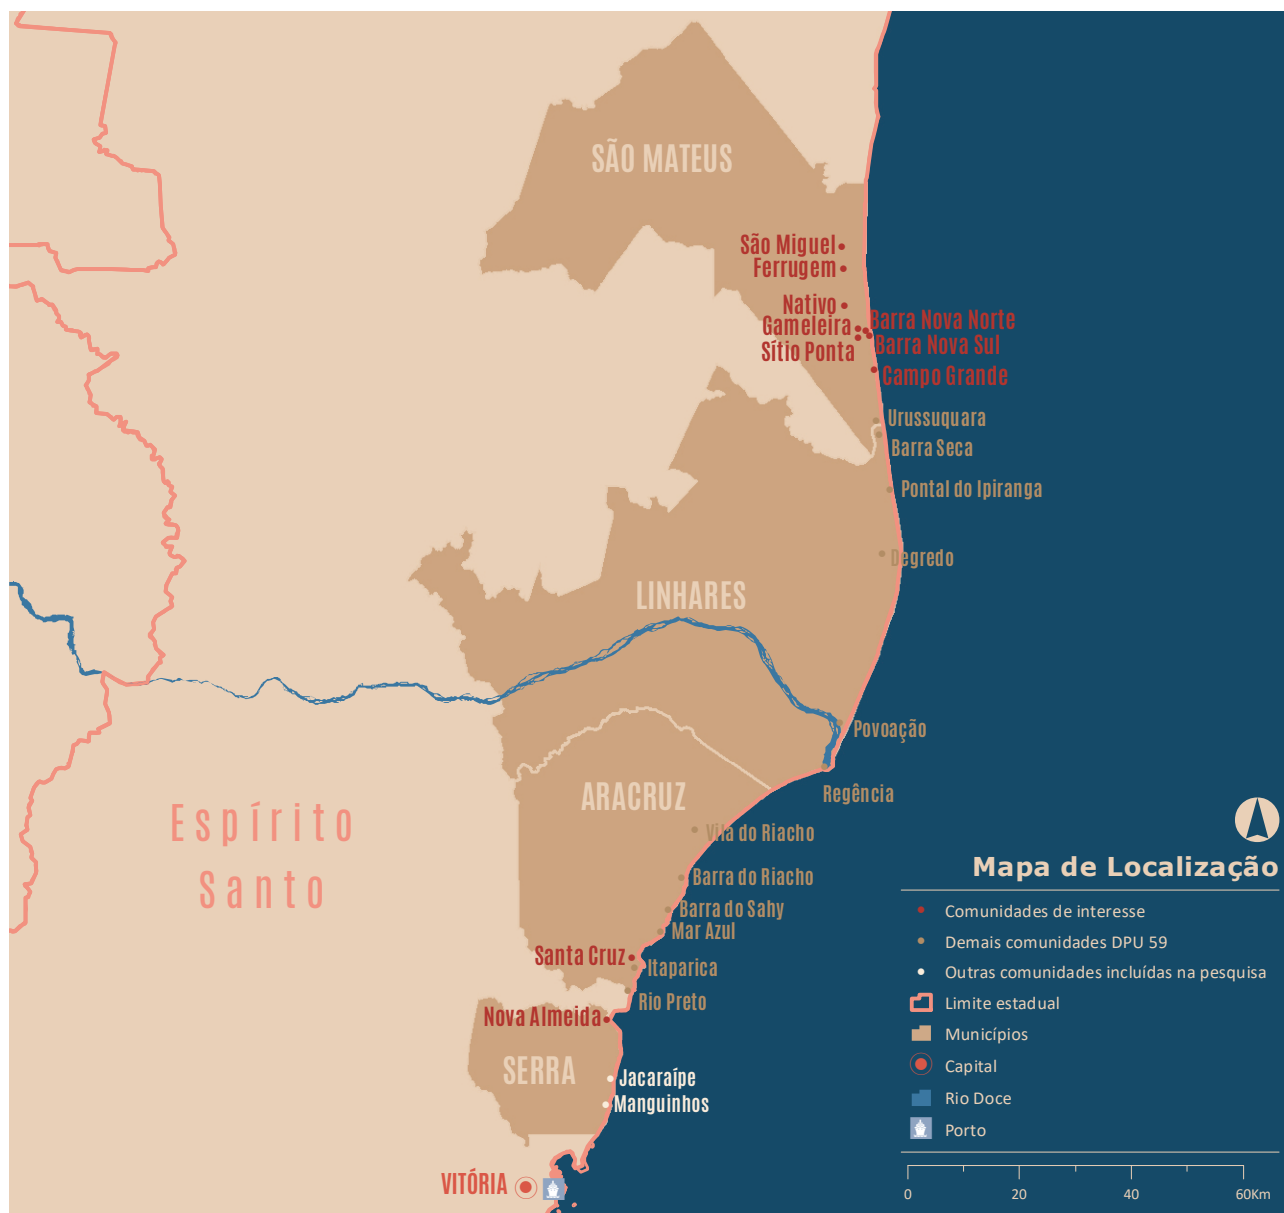 SÃO MATEUS
São Miguel
Ferrugem
Nativo
Gameleira
Barra Nova Norte
Sítio Ponta
Barra Nova Sul
Campo Grande
Urussuquara
Barra Seca
Pontal do Ipiranga
Degredo
LINHARES
Povoação
Regência
ARACRUZ
Espírito
Santo
Vila do Riacho
Barra do Riacho
Barra do Sahy
Mar Azul
Santa Cruz
Itaparica
Rio Preto
Nova Almeida
SERRA
Jacaraípe
Manguinhos
VITÓRIA
Mapa de Localização
Comunidades de interesse
Demais comunidades DPU 59
Outras comunidades incluídas na pesquisa
Limite estadual
Municípios
Capital
Rio Doce
Porto
0 20 40 60Km